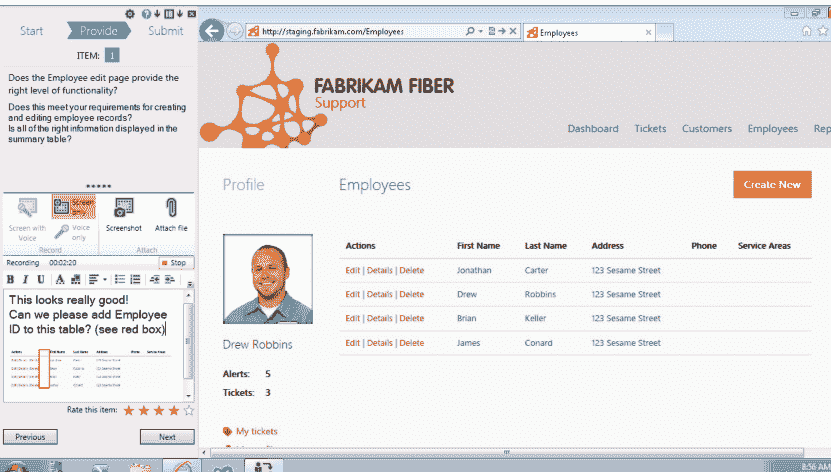 Start Provide Submit
ITEM: 1
Does the Employee edit page provide the
right level of functionality?
Does this meet your requirements for creating
and editing employee records?
Is all of the right information displayed in the
summary table?
Screen with Voice
Screen only
Voice only
Screenshot
Attach file
Record
Attach
Recording 00:02:20 Stop
B I U A
This looks really good!
Can we please add Employee
ID to this table? (see red box)
Rate this item:
Previous Next
http://staging.fabrikam.com/Employees
Employees
FABRIKAM FIBER
Support
Dashboard Tickets Customers Employees Rep
Profile
Employees
Create New
Actions First Name Last Name Address Phone Service Areas
Edit | Details | Delete Jonathan Carter 123 Sesame Street
Edit | Details | Delete Drew Robbins 123 Sesame Street
Edit | Details | Delete Brian Keller 123 Sesame Street
Edit | Details | Delete James Conard 123 Sesame Street
Drew Robbins
Alerts: 5
Tickets: 3
My tickets
8:56 AM